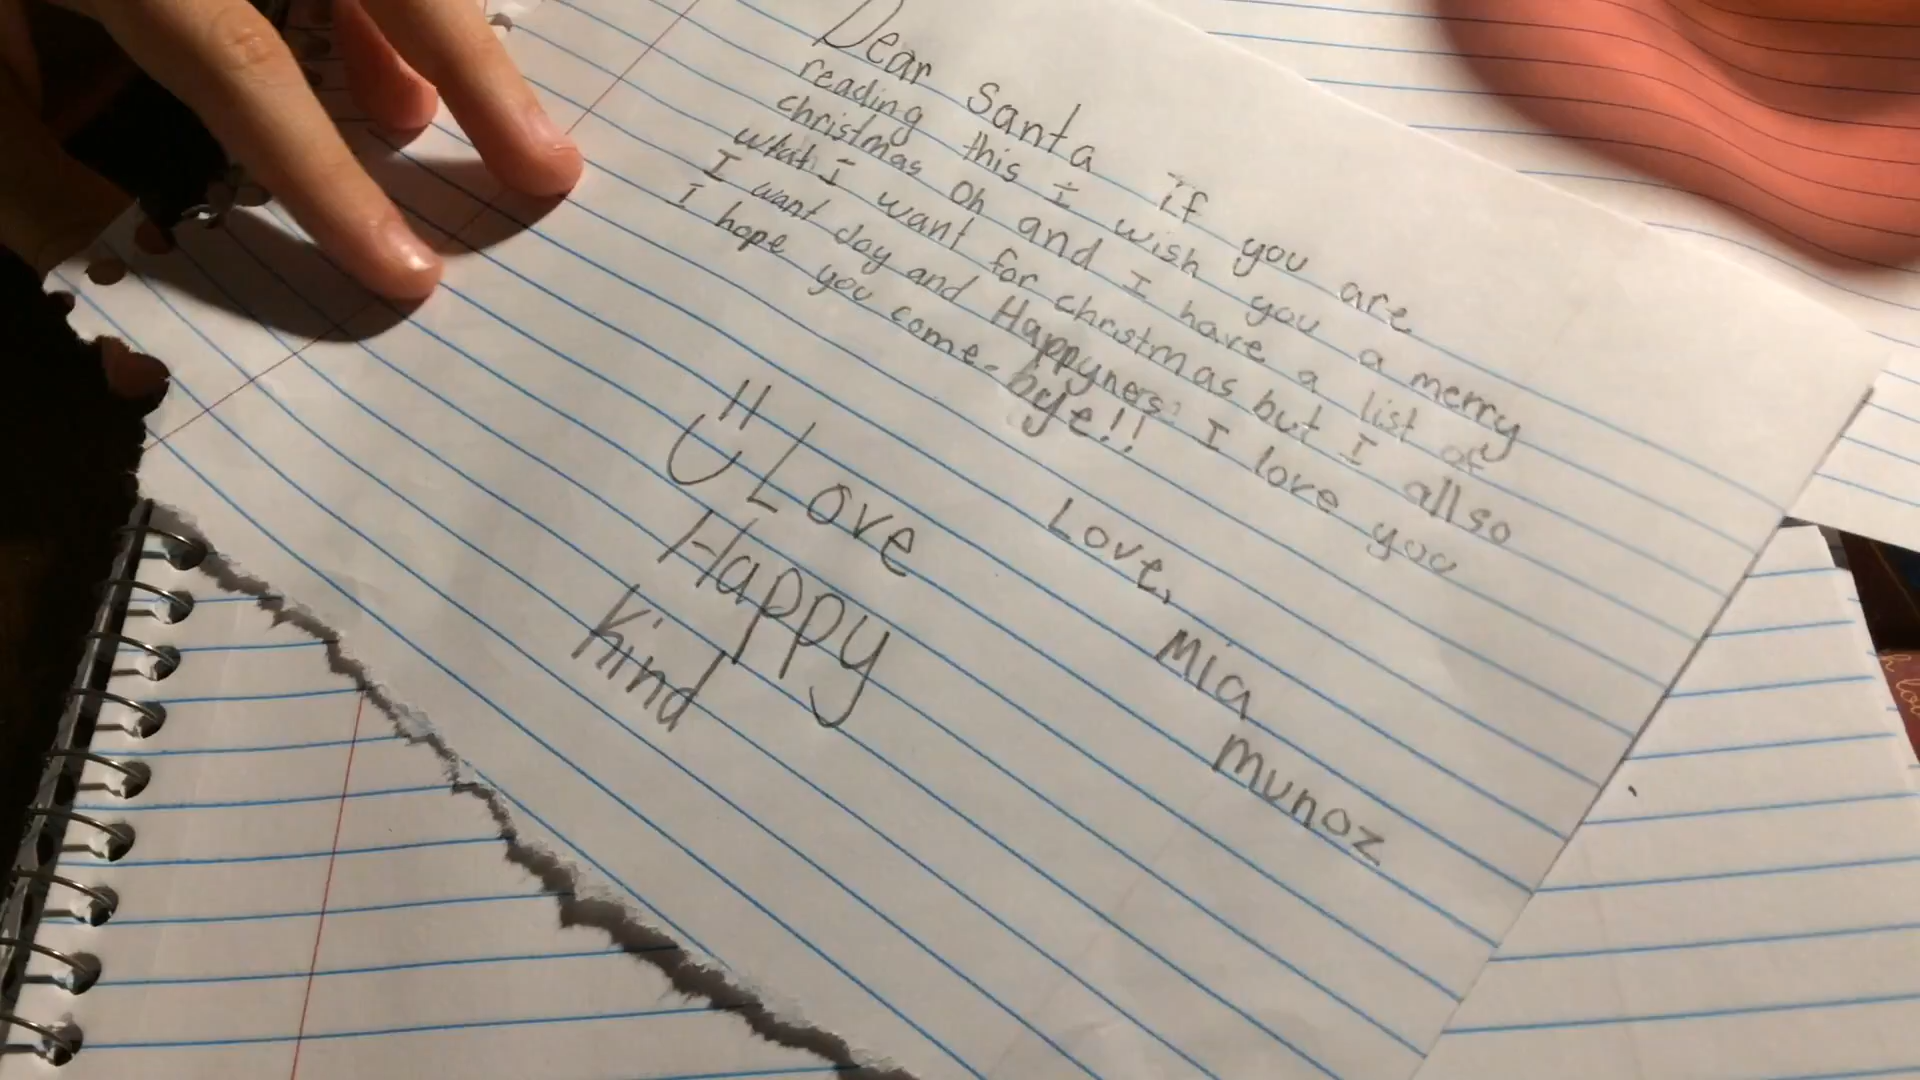 Dear Santa if you are
reading this i wish you a merry
christmas Oh and I have a list of
what I want for christmas but I allso
I want Joy and Happyness I love you
I hope you come. bye!!
Love,
Mia
Munoz
Love
Happy
Kind